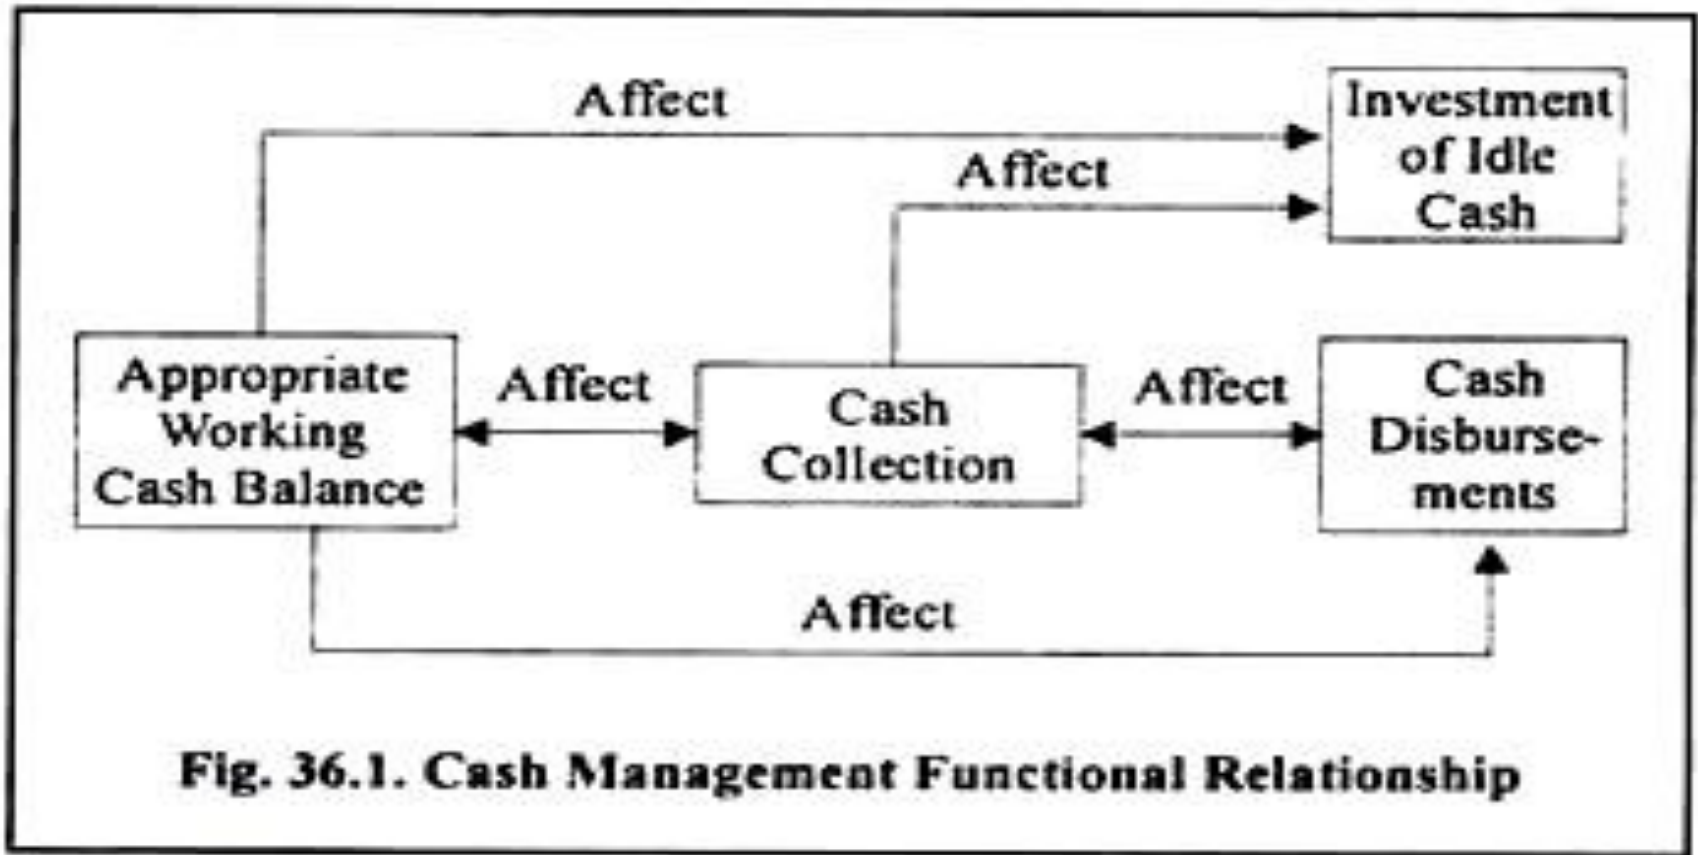 Affect
Investment
of Idle
Cash
Affect
Appropriate
Working
Cash Balance
Affect
Cash
Collection
Affect
Cash
Disburse-
ments
Affect
Fig. 36.1. Cash Management Functional Relationship